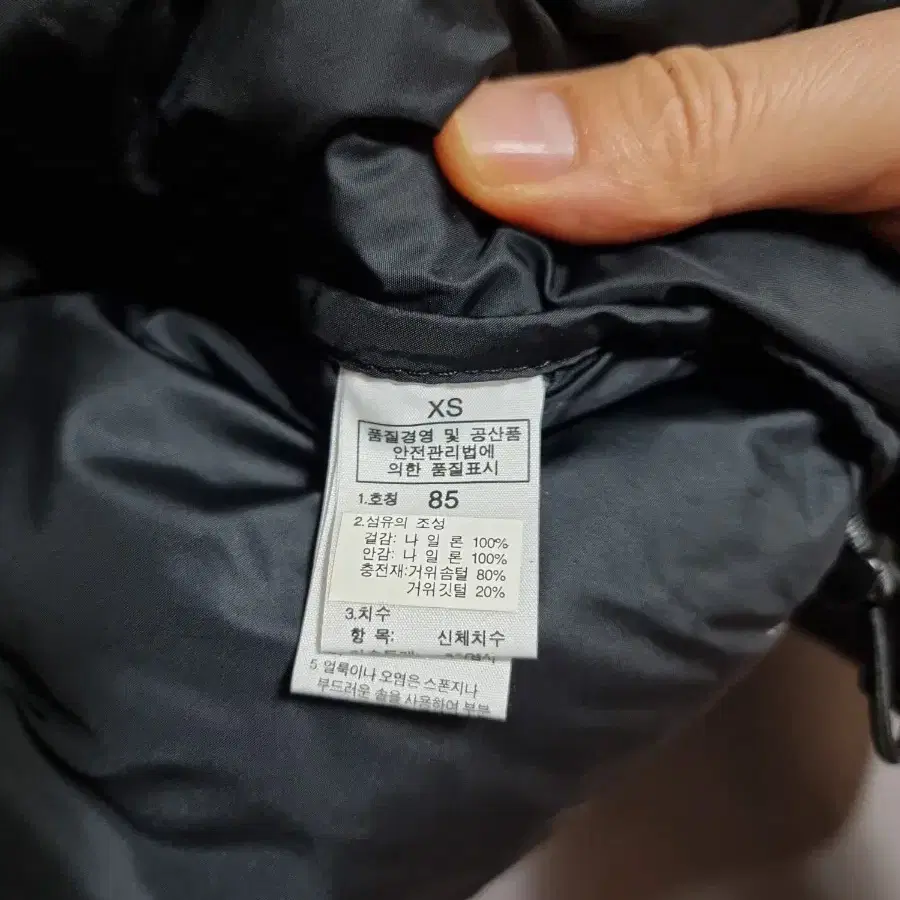 XS
품질경영 및 공산품
안전관리법에
의한 품질표시
1.호칭 85
2.섬유의 조성
겉감: 나 일 론 100%
안감: 나 일 론 100%
충전재:거위솜털 80%
거위깃털 20%
3.치수
항 목: 신체치수
5 얼룩이나 오염은 스폰지나
부드러운 솔을 사용하여 부분